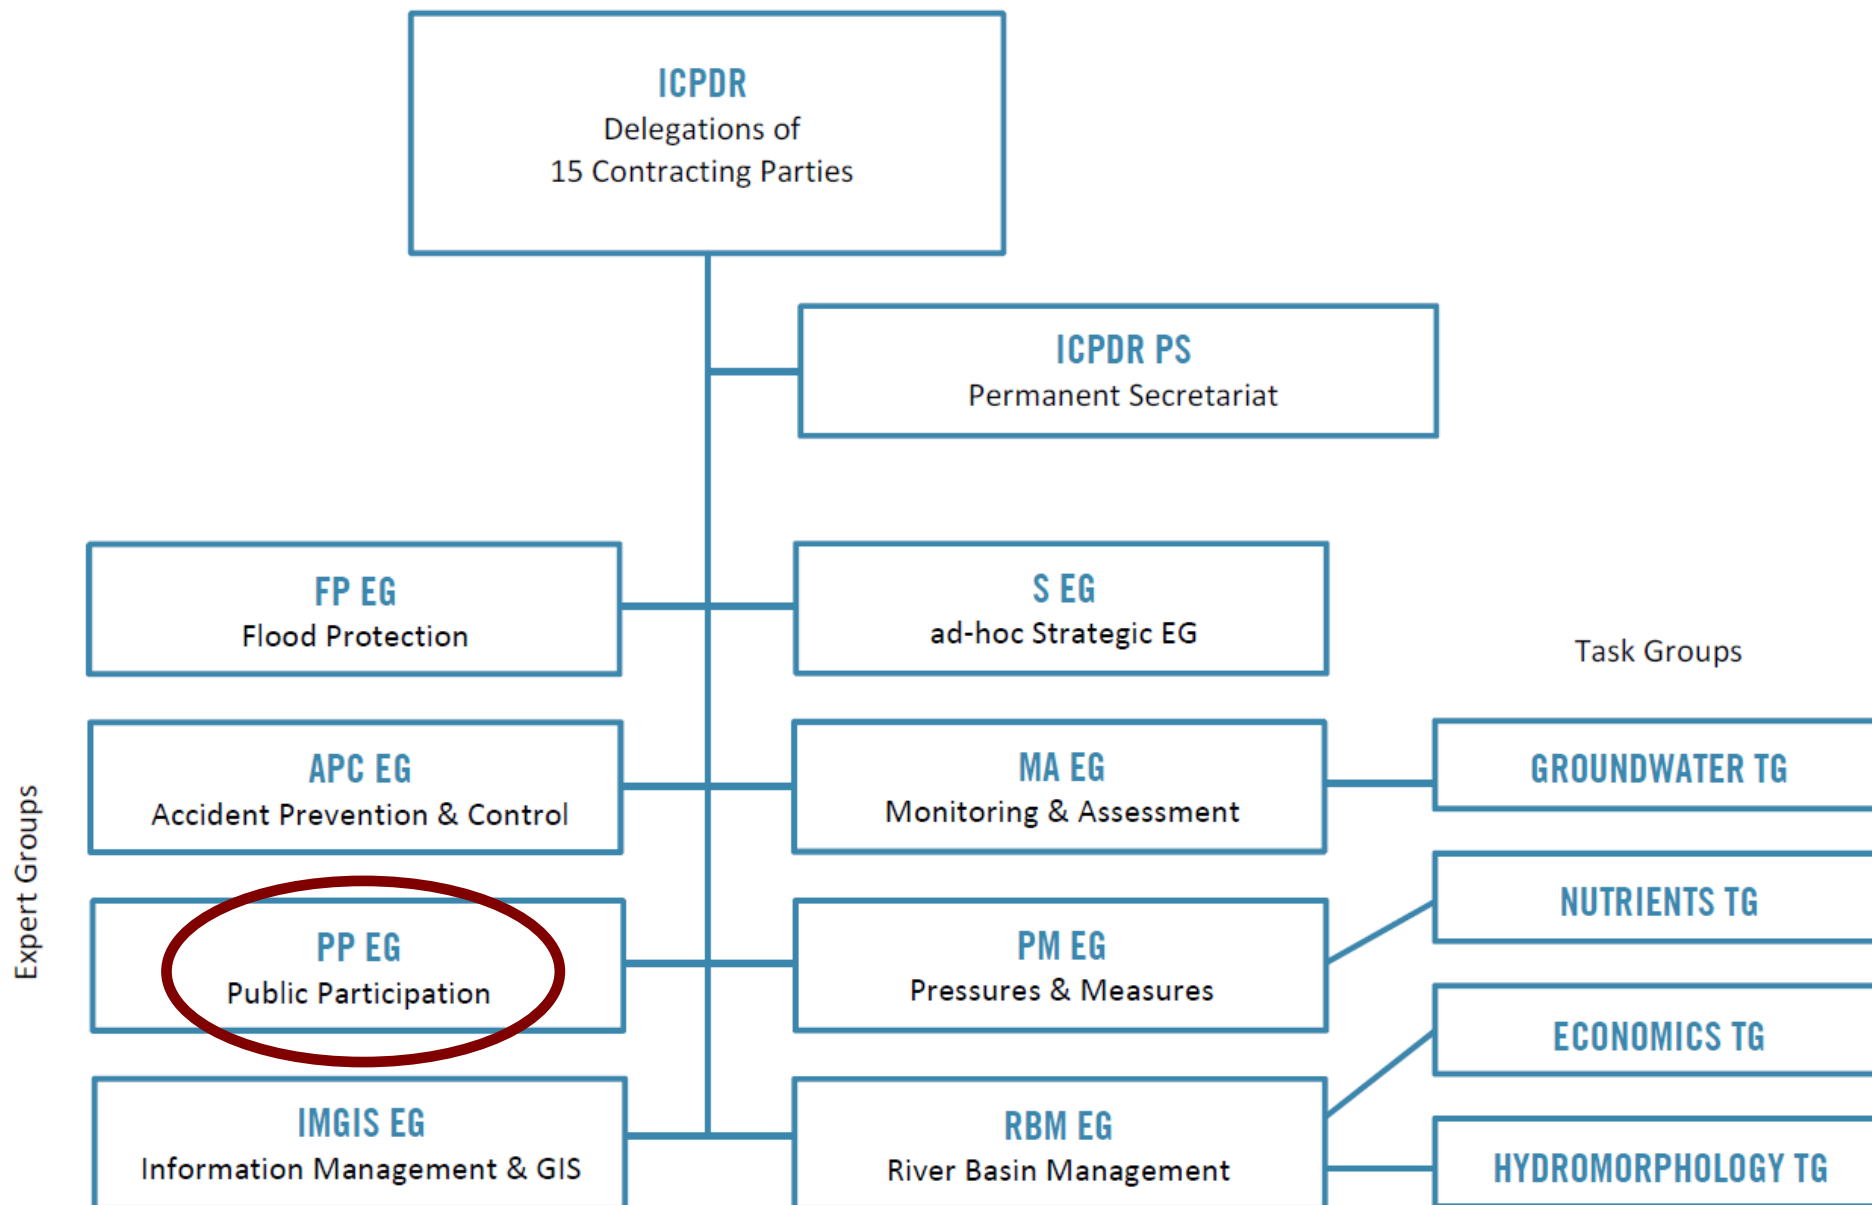 ICPDR
Delegations of
15 Contracting Parties
ICPDR PS
Permanent Secretariat
FP EG
Flood Protection
S EG
ad-hoc Strategic EG
Task Groups
Expert Groups
APC EG
Accident Prevention & Control
MA EG
Monitoring & Assessment
GROUNDWATER TG
PP EG
Public Participation
PM EG
Pressures & Measures
NUTRIENTS TG
ECONOMICS TG
IMGIS EG
Information Management & GIS
RBM EG
River Basin Management
HYDROMORPHOLOGY TG